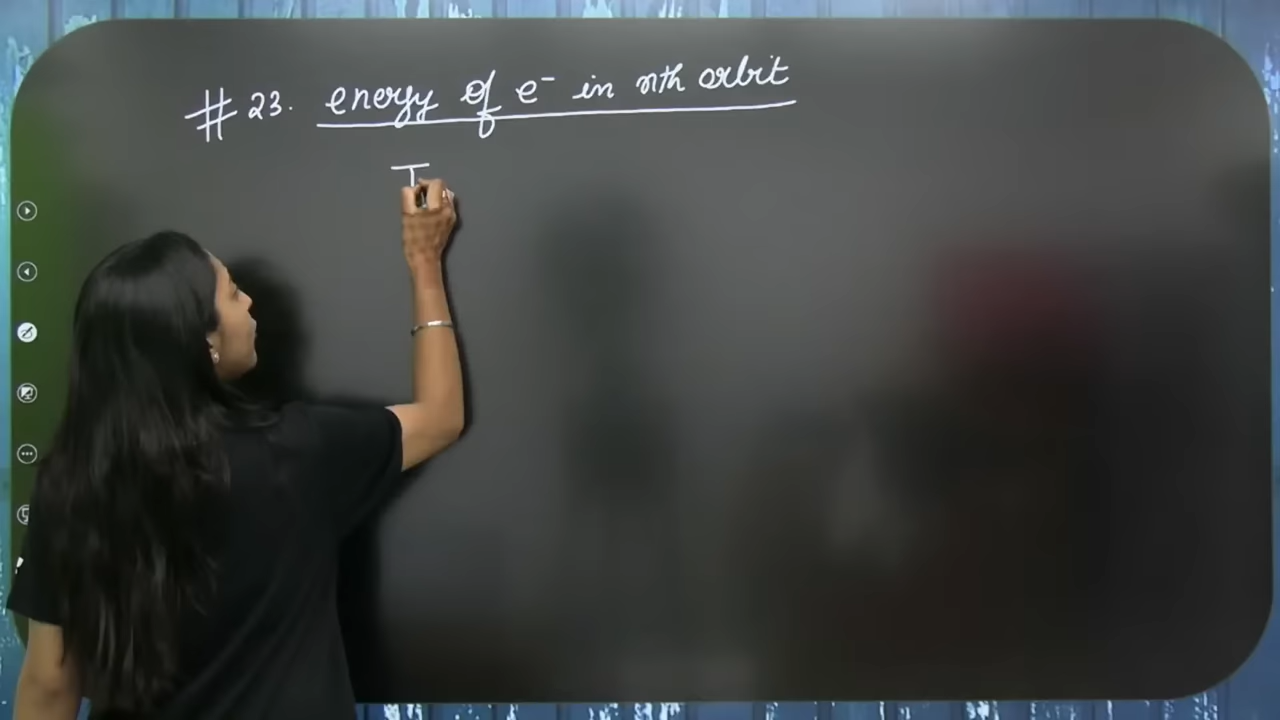 # 23. energy of e⁻ in nth orbit
T